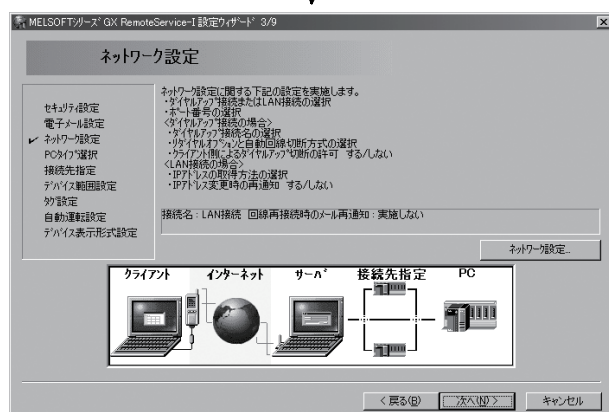 MELSOFTシリーズ GX RemoteService-I 設定ウィザード 3/9
ネットワーク設定
セキュリティ設定
電子メール設定
ネットワーク設定
PCタイプ選択
接続先指定
デバイス範囲設定
タグ設定
自動運転設定
デバイス表示形式設定
ネットワーク設定に関する下記の設定を実施します。
・ダイヤルアップ接続またはLAN接続の選択
・ポート番号の選択
<ダイヤルアップ接続の場合>
・ダイヤルアップ接続名の選択
・リダイヤルオプションと自動回線切断方式の選択
・クライアント側によるダイヤルアップ切断の許可 する/しない
<LAN接続の場合>
・IPアドレスの取得方法の選択
・IPアドレス変更時の再通知 する/しない
接続名:LAN接続 回線再接続時のメール再通知:実施しない
ネットワーク設定...
クライアント インターネット サーバ 接続先指定 PC
< 戻る(B) 次へ(N) > キャンセル